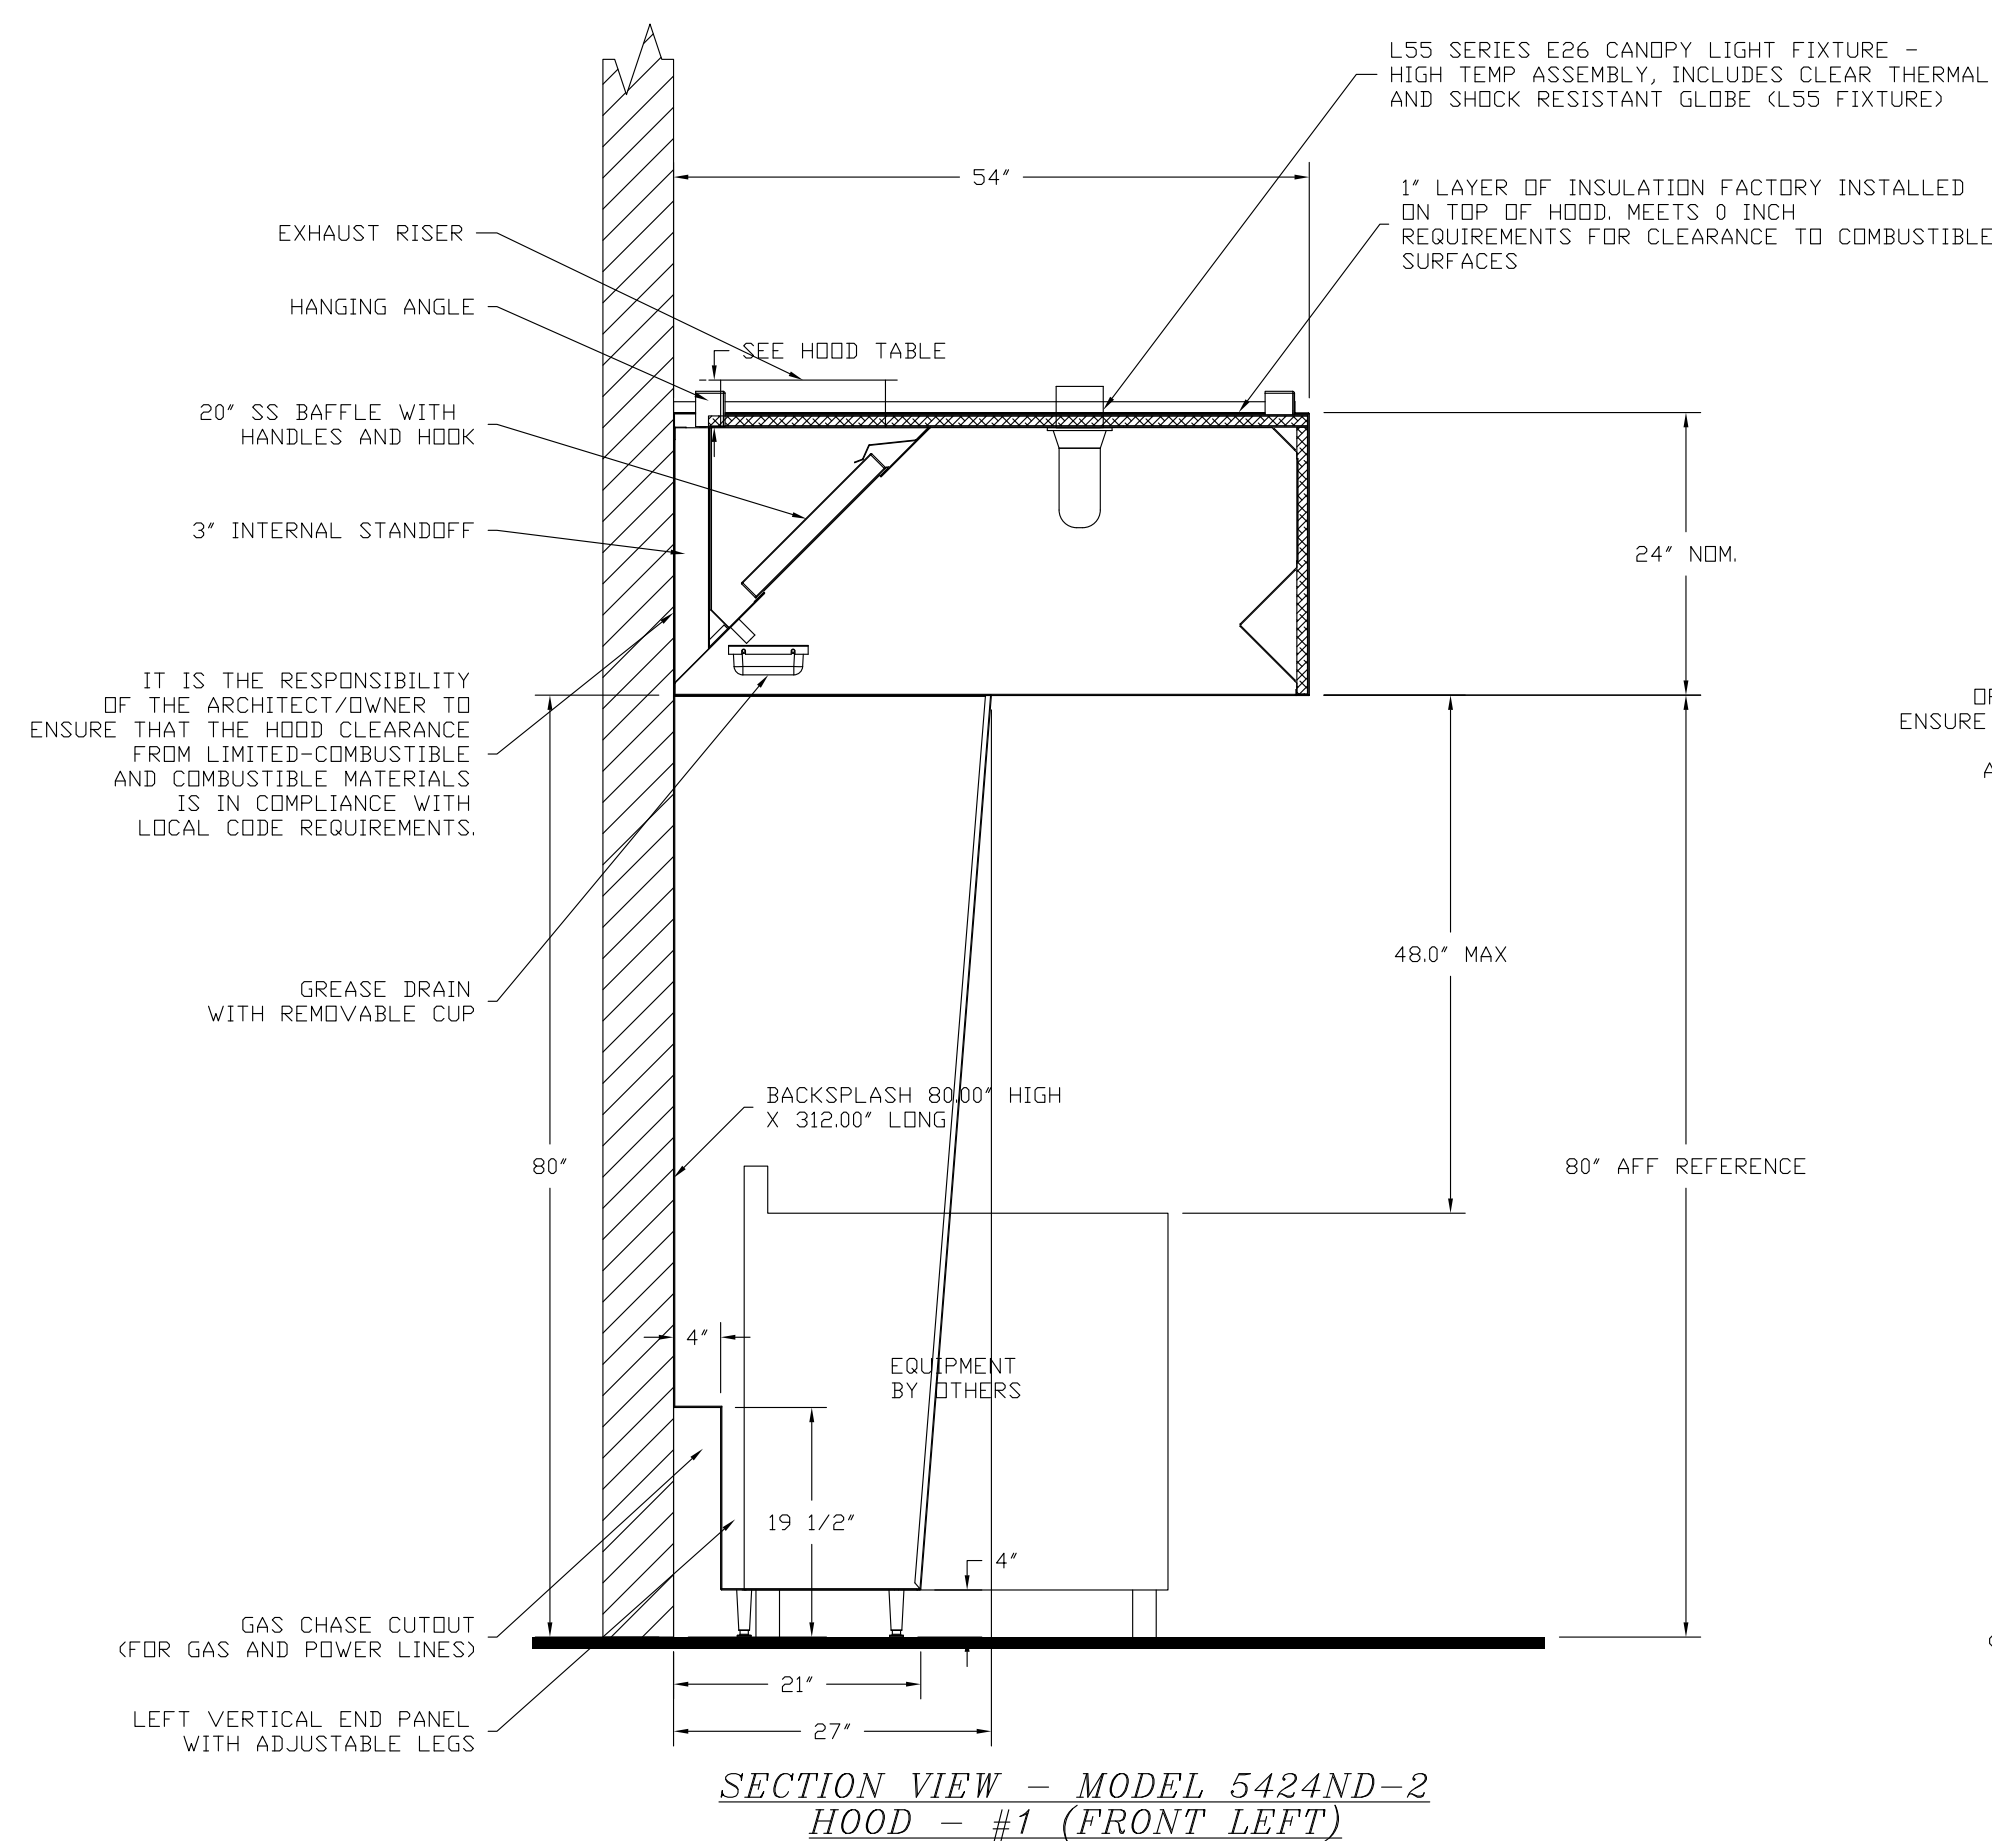 L55 SERIES E26 CANOPY LIGHT FIXTURE -
HIGH TEMP ASSEMBLY, INCLUDES CLEAR THERMAL
AND SHOCK RESISTANT GLOBE (L55 FIXTURE)
54"
1" LAYER OF INSULATION FACTORY INSTALLED
ON TOP OF HOOD. MEETS 0 INCH
REQUIREMENTS FOR CLEARANCE TO COMBUSTIBLE
SURFACES
EXHAUST RISER
HANGING ANGLE
SEE HOOD TABLE
20" SS BAFFLE WITH
HANDLES AND HOOK
3" INTERNAL STANDOFF
24" NOM.
IT IS THE RESPONSIBILITY
OF THE ARCHITECT/OWNER TO
ENSURE THAT THE HOOD CLEARANCE
FROM LIMITED-COMBUSTIBLE
AND COMBUSTIBLE MATERIALS
IS IN COMPLIANCE WITH
LOCAL CODE REQUIREMENTS.
ENSURE
48.0" MAX
GREASE DRAIN
WITH REMOVABLE CUP
BACKSPLASH 80.00" HIGH
X 312.00" LONG
80"
80" AFF REFERENCE
4"
EQUIPMENT
BY OTHERS
19 1/2"
4"
GAS CHASE CUTOUT
(FOR GAS AND POWER LINES)
21"
LEFT VERTICAL END PANEL
WITH ADJUSTABLE LEGS
27"
SECTION VIEW - MODEL 5424ND-2
HOOD - #1 (FRONT LEFT)